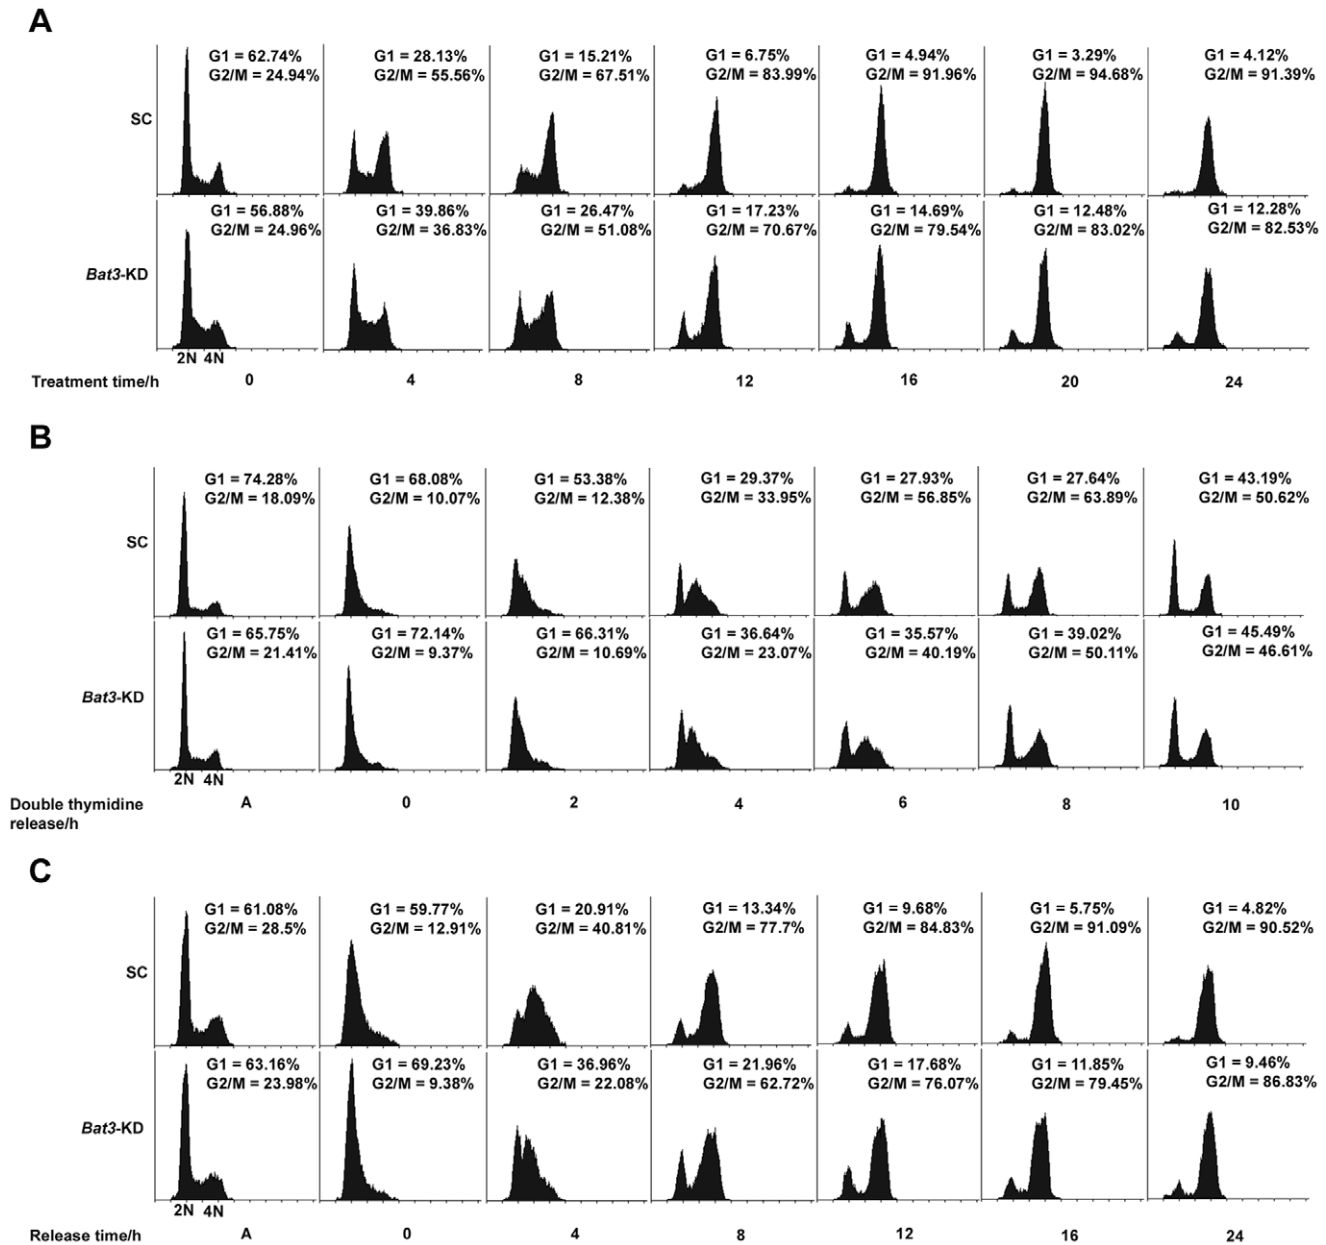 A
G1 = 62.74% G1 = 28.13% G1 = 15.21% G1 = 6.75% G1 = 4.94% G1 = 3.29% G1 = 4.12%
G2/M = 24.94% G2/M = 55.56% G2/M = 67.51% G2/M = 83.99% G2/M = 91.96% G2/M = 94.68% G2/M = 91.39%
SC
G1 = 56.88% G1 = 39.86% G1 = 26.47% G1 = 17.23% G1 = 14.69% G1 = 12.48% G1 = 12.28%
G2/M = 24.96% G2/M = 36.83% G2/M = 51.08% G2/M = 70.67% G2/M = 79.54% G2/M = 83.02% G2/M = 82.53%
Bat3-KD
2N 4N
Treatment time/h 0 4 8 12 16 20 24
B
G1 = 74.28% G1 = 68.08% G1 = 53.38% G1 = 29.37% G1 = 27.93% G1 = 27.64% G1 = 43.19%
G2/M = 18.09% G2/M = 10.07% G2/M = 12.38% G2/M = 33.95% G2/M = 56.85% G2/M = 63.89% G2/M = 50.62%
SC
G1 = 65.75% G1 = 72.14% G1 = 66.31% G1 = 36.64% G1 = 35.57% G1 = 39.02% G1 = 45.49%
G2/M = 21.41% G2/M = 9.37% G2/M = 10.69% G2/M = 23.07% G2/M = 40.19% G2/M = 50.11% G2/M = 46.61%
Bat3-KD
2N 4N
Double thymidine
release/h A 0 2 4 6 8 10
C
G1 = 61.08% G1 = 59.77% G1 = 20.91% G1 = 13.34% G1 = 9.68% G1 = 5.75% G1 = 4.82%
G2/M = 28.5% G2/M = 12.91% G2/M = 40.81% G2/M = 77.7% G2/M = 84.83% G2/M = 91.09% G2/M = 90.52%
SC
G1 = 63.16% G1 = 69.23% G1 = 36.96% G1 = 21.96% G1 = 17.68% G1 = 11.85% G1 = 9.46%
G2/M = 23.98% G2/M = 9.38% G2/M = 22.08% G2/M = 62.72% G2/M = 76.07% G2/M = 79.45% G2/M = 86.83%
Bat3-KD
2N 4N
Release time/h A 0 4 8 12 16 24